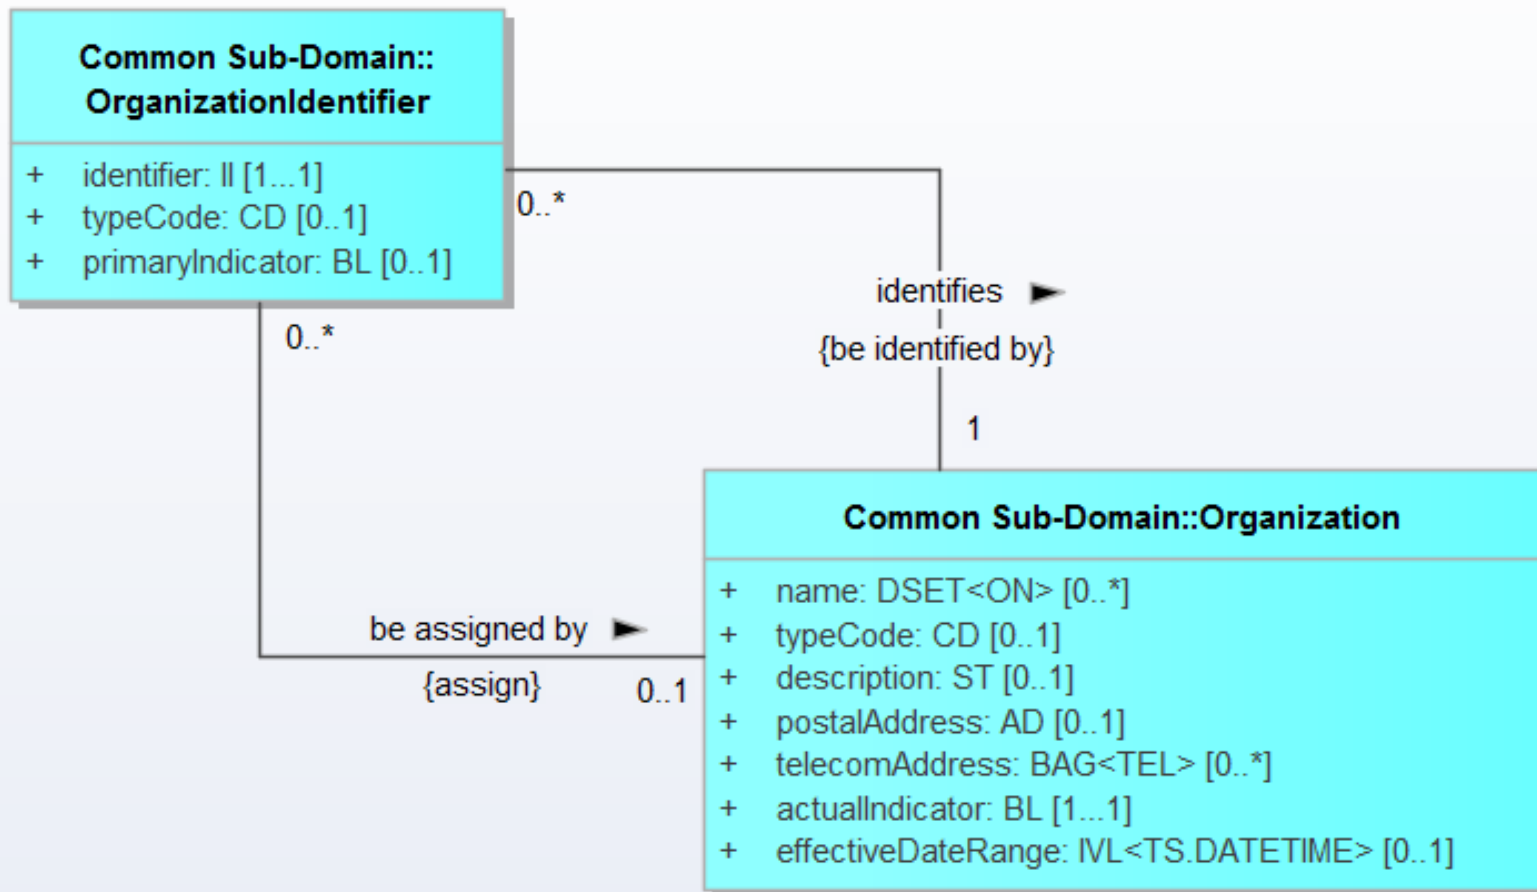 Common Sub-Domain::
OrganizationIdentifier
+ identifier: II [1...1]
+ typeCode: CD [0..1]
+ primaryIndicator: BL [0..1]
0..*
0..*
identifies
{be identified by}
1
be assigned by
{assign}
0..1
Common Sub-Domain::Organization
+ name: DSET<ON> [0..*]
+ typeCode: CD [0..1]
+ description: ST [0..1]
+ postalAddress: AD [0..1]
+ telecomAddress: BAG<TEL> [0..*]
+ actualIndicator: BL [1...1]
+ effectiveDateRange: IVL<TS.DATETIME> [0..1]